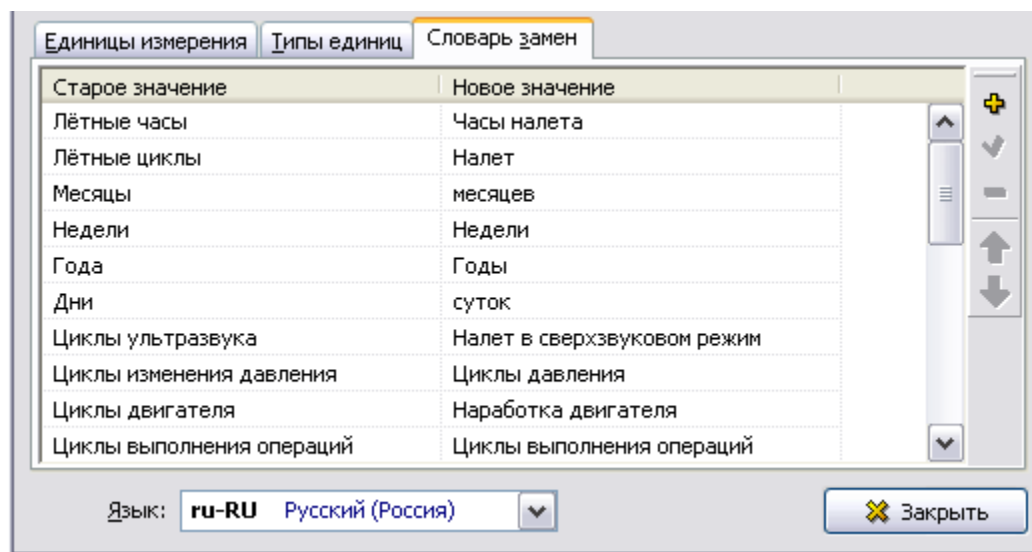 Единицы измерения Типы единиц Словарь замен
Старое значение Новое значение
Лётные часы Часы налета
Лётные циклы Налет
Месяцы месяцев
Недели Недели
Года Годы
Дни суток
Циклы ультразвука Налет в сверхзвуковом режим
Циклы изменения давления Циклы давления
Циклы двигателя Наработка двигателя
Циклы выполнения операций Циклы выполнения операций
Язык: ru-RU Русский (Россия) Закрыть